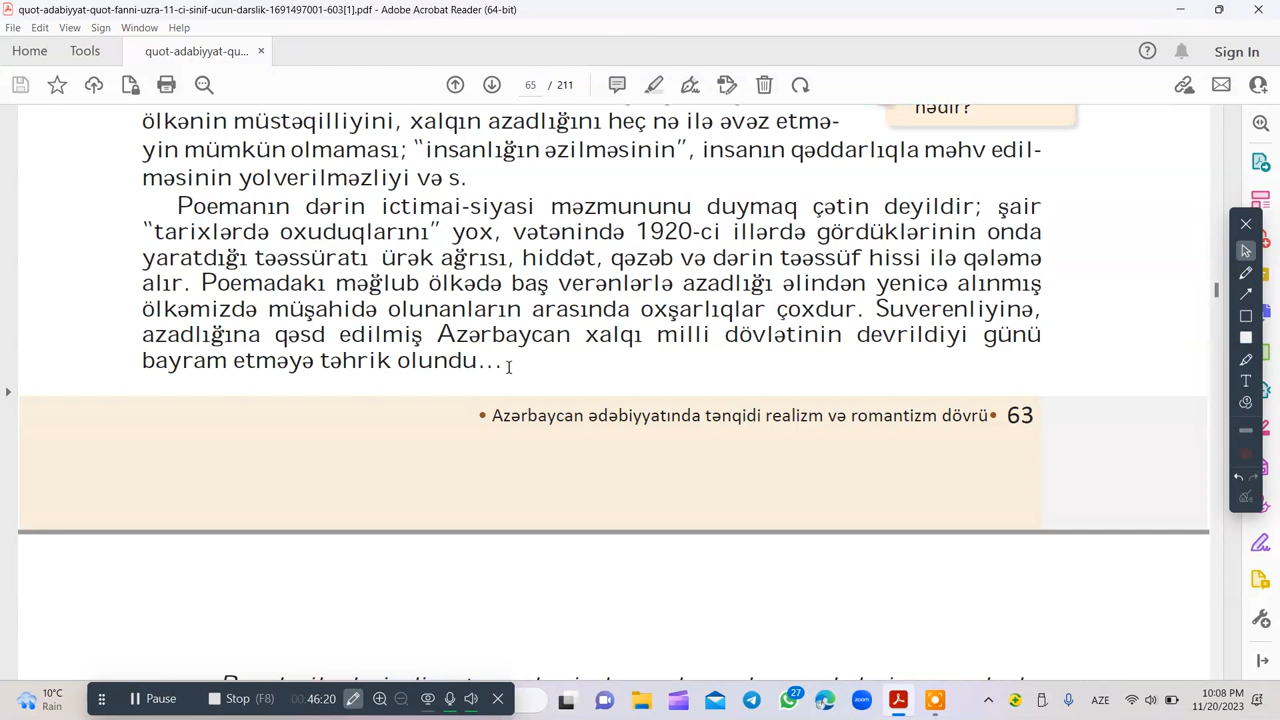 quot-adabiyyat-quot-fanni-uzra-11-ci-sinif-ucun-darslik-1691497001-603[1].pdf - Adobe Acrobat Reader (64-bit)
File Edit View Sign Window Help
Home Tools quot-adabiyyat-qu... × Sign In
65 / 211
nədir?
ölkənin müstəqilliyini, xalqın azadlığını heç nə ilə əvəz etmə-
yin mümkün olmaması; "insanlığın əzilməsinin", insanın qəddarlıqla məhv edil-
məsinin yolverilməzliyi və s.
Poemanın dərin ictimai-siyasi məzmununu duymaq çətin deyildir; şair
"tarixlərdə oxuduqlarını" yox, vətənində 1920-ci illərdə gördüklərinin onda
yaratdığı təəssüratı ürək ağrısı, hiddət, qəzəb və dərin təəssüf hissi ilə qələmə
alır. Poemadakı məğlub ölkədə baş verənlərlə azadlığı əlindən yenicə alınmış
ölkəmizdə müşahidə olunanların arasında oxşarlıqlar çoxdur. Suverenliyinə,
azadlığına qəsd edilmiş Azərbaycan xalqı milli dövlətinin devrildiyi günü
bayram etməyə təhrik olundu...
• Azərbaycan ədəbiyyatında tənqidi realizm və romantizm dövrü• 63
10°C
Rain
Pause Stop (F8) 00:46:20
27
AZE
10:08 PM
11/20/2023